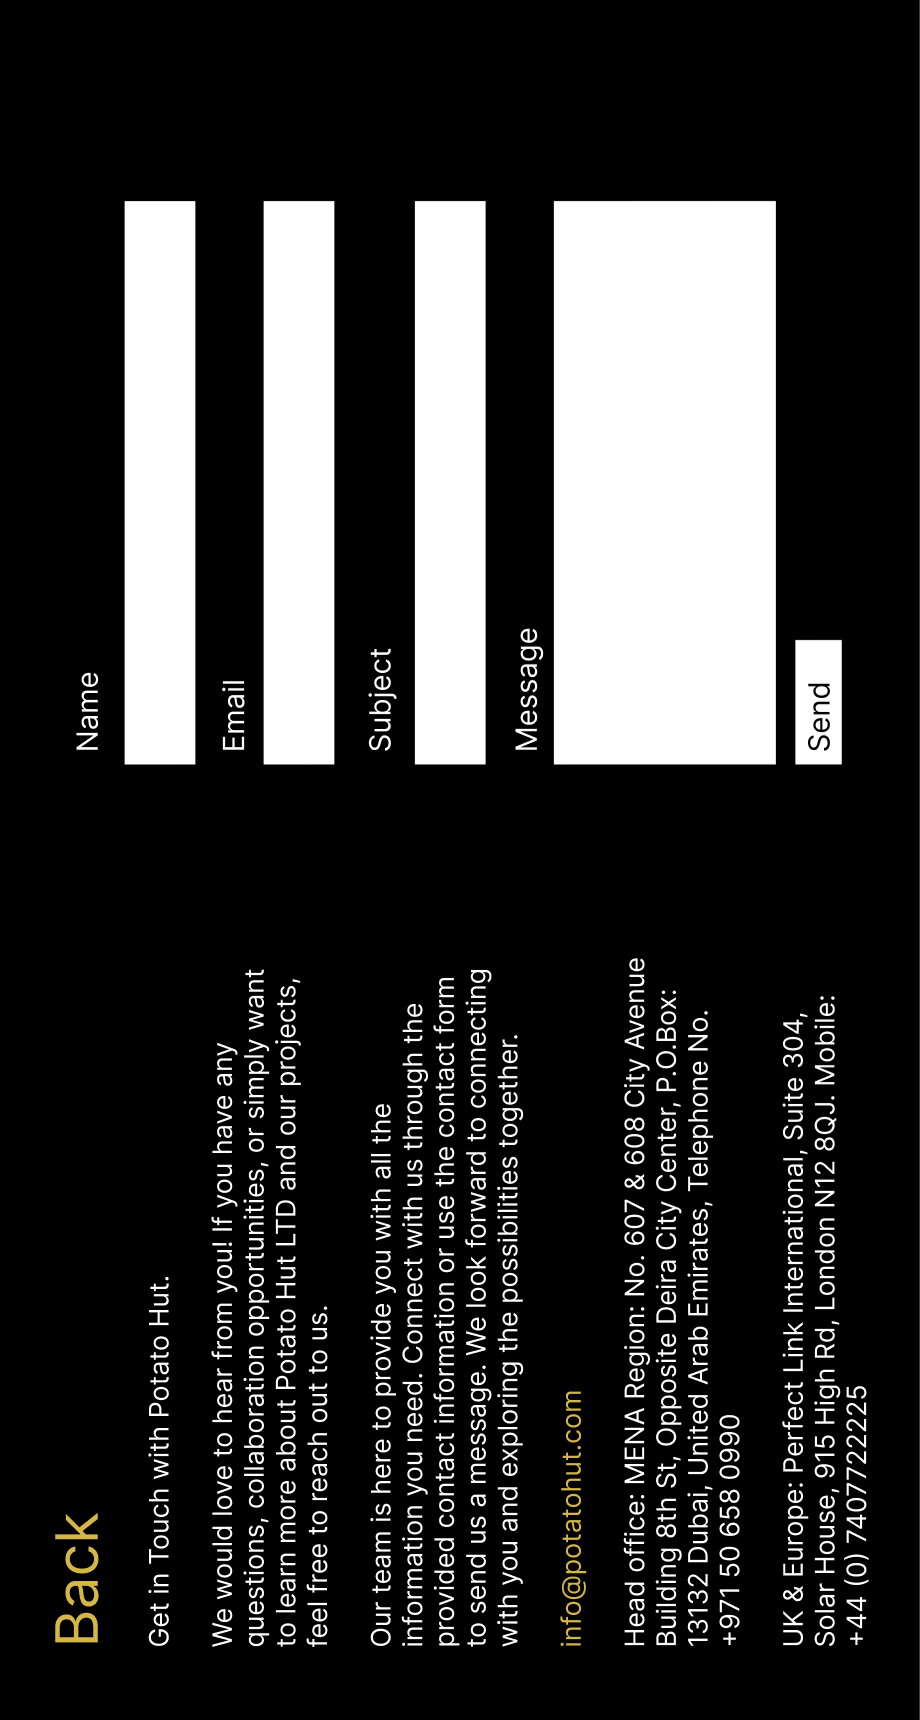 Back
Get in Touch with Potato Hut.
We would love to hear from you! If you have any
questions, collaboration opportunities, or simply want
to learn more about Potato Hut LTD and our projects,
feel free to reach out to us.
Our team is here to provide you with all the
information you need. Connect with us through the
provided contact information or use the contact form
to send us a message. We look forward to connecting
with you and exploring the possibilities together.
info@potatohut.com
Head office: MENA Region: No. 607 & 608 City Avenue
Building 8th St, Opposite Deira City Center, P.O.Box:
13132 Dubai, United Arab Emirates, Telephone No.
+971 50 658 0990
UK & Europe: Perfect Link International, Suite 304,
Solar House, 915 High Rd, London N12 8QJ. Mobile:
+44 (0) 7407722225
Name
Email
Subject
Message
Send